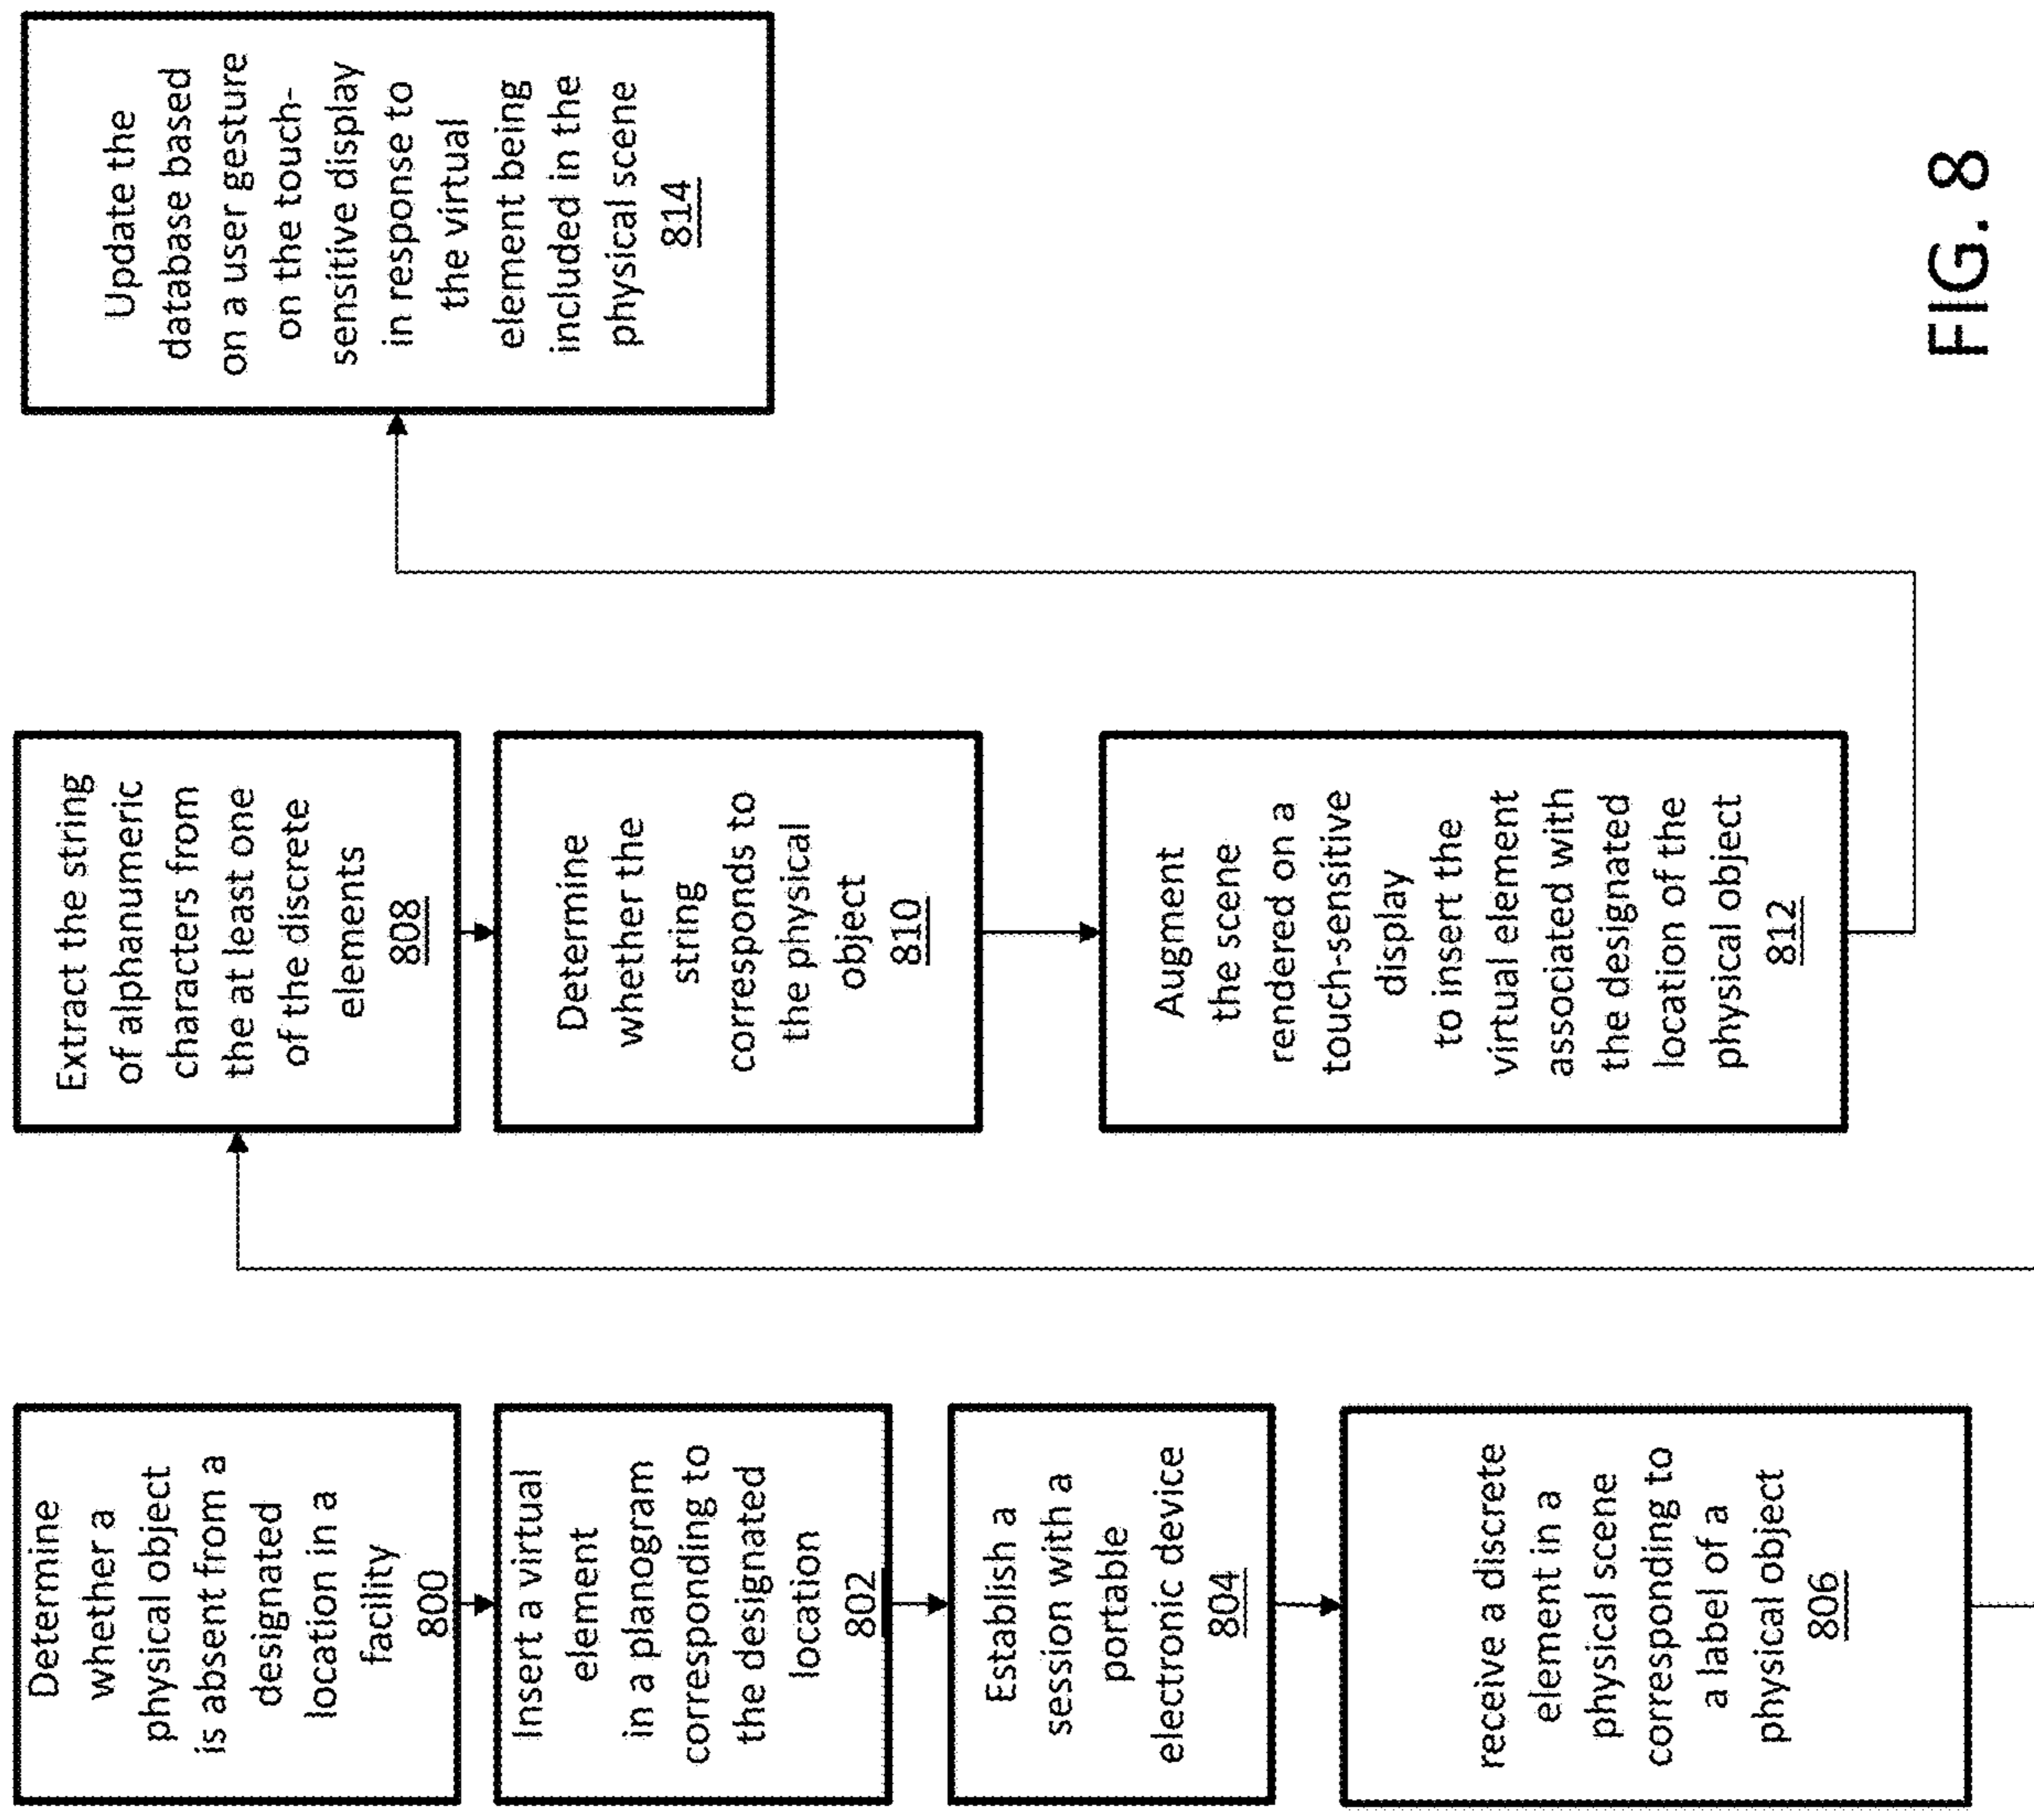 Determine
whether a
physical object
is absent from a
designated
location in a
facility
800
Insert a virtual
element
in a planogram
corresponding to
the designated
location
802
Establish a
session with a
portable
electronic device
804
receive a discrete
element in a
physical scene
corresponding to
a label of a
physical object
806
Extract the string
of alphanumeric
characters from
the at least one
of the discrete
elements
808
Determine
whether the
string
corresponds to
the physical
object
810
Augment
the scene
rendered on a
touch-sensitive
display
to insert the
virtual element
associated with
the designated
location of the
physical object
812
Update the
database based
on a user gesture
on the touch-
sensitive display
in response to
the virtual
element being
included in the
physical scene
814
FIG. 8